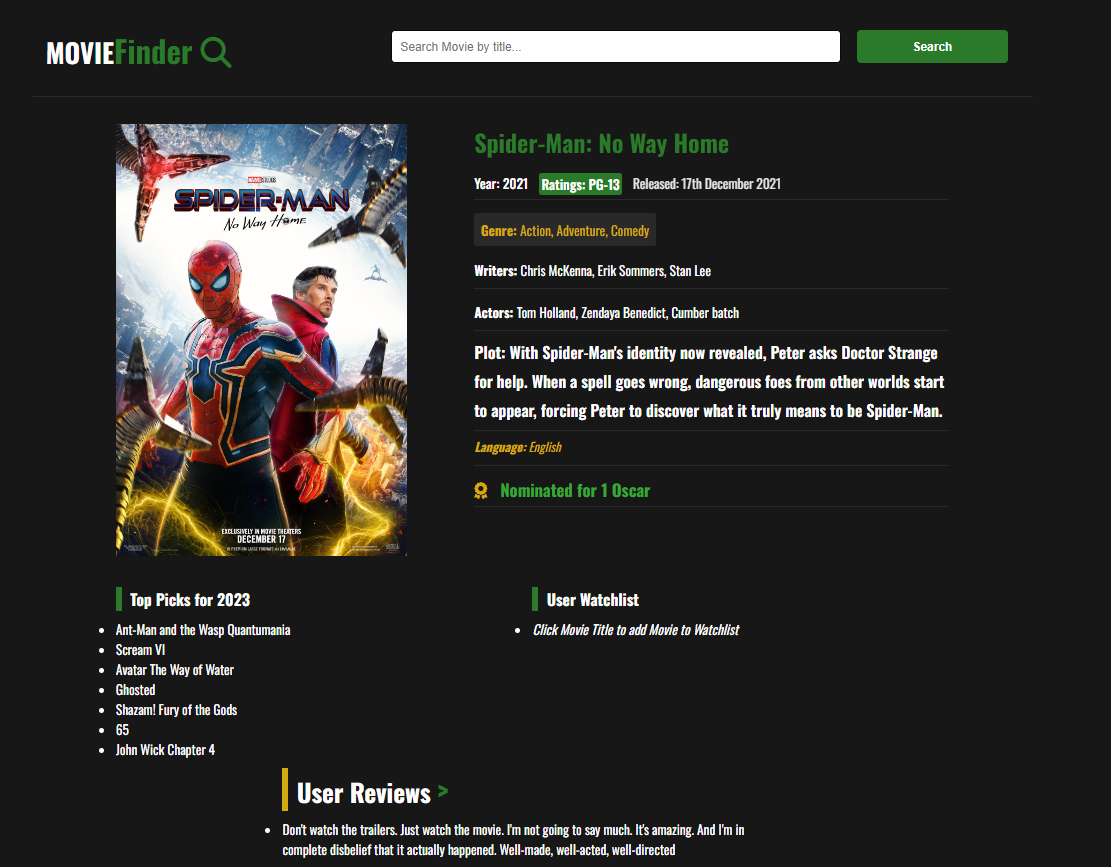 MOVIEFinder
Search Movie by title...
Search
MARVEL STUDIOS
SPIDER-MAN
No Way Home
EXCLUSIVELY IN MOVIE THEATERS
DECEMBER 17
Spider-Man: No Way Home
Year: 2021 Ratings: PG-13 Released: 17th December 2021
Genre: Action, Adventure, Comedy
Writers: Chris McKenna, Erik Sommers, Stan Lee
Actors: Tom Holland, Zendaya Benedict, Cumber batch
Plot: With Spider-Man's identity now revealed, Peter asks Doctor Strange
for help. When a spell goes wrong, dangerous foes from other worlds start
to appear, forcing Peter to discover what it truly means to be Spider-Man.
Language: English
Nominated for 1 Oscar
Top Picks for 2023
Ant-Man and the Wasp Quantumania
Scream VI
Avatar The Way of Water
Ghosted
Shazam! Fury of the Gods
65
John Wick Chapter 4
User Watchlist
Click Movie Title to add Movie to Watchlist
User Reviews >
Don't watch the trailers. Just watch the movie. I'm not going to say much. It's amazing. And I'm in
complete disbelief that it actually happened. Well-made, well-acted, well-directed